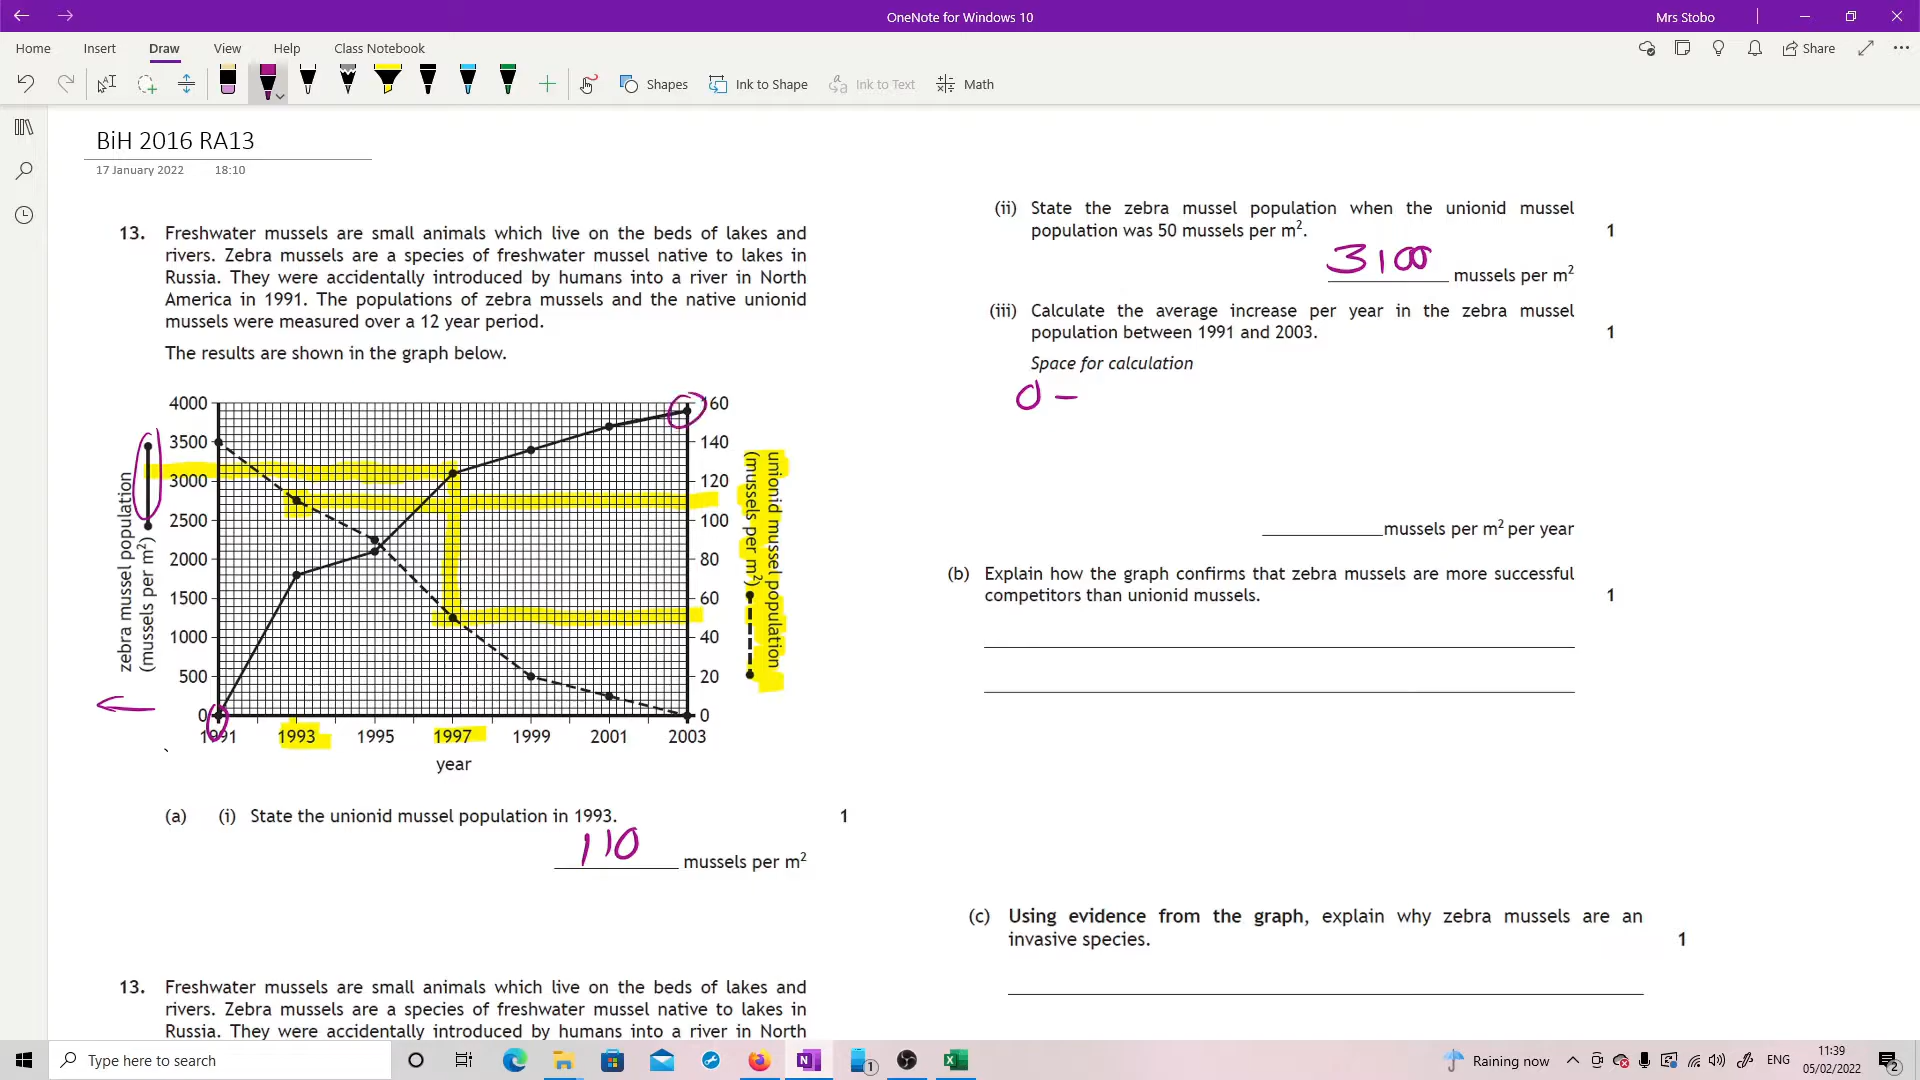 OneNote for Windows 10
Mrs Stobo
Home Insert Draw View Help Class Notebook
Share
Shapes Ink to Shape Ink to Text Math
BiH 2016 RA13
17 January 2022 18:10
13. Freshwater mussels are small animals which live on the beds of lakes and
rivers. Zebra mussels are a species of freshwater mussel native to lakes in
Russia. They were accidentally introduced by humans into a river in North
America in 1991. The populations of zebra mussels and the native unionid
mussels were measured over a 12 year period.
The results are shown in the graph below.
zebra mussel population
(mussels per m²)
4000
3500
3000
2500
2000
1500
1000
500
0
160
140
120
100
80
60
40
20
0
unionid mussel population
(mussels per m²)
1991 1993 1995 1997 1999 2001 2003
year
(a) (i) State the unionid mussel population in 1993. 1
110 mussels per m²
13. Freshwater mussels are small animals which live on the beds of lakes and
rivers. Zebra mussels are a species of freshwater mussel native to lakes in
Russia. They were accidentally introduced by humans into a river in North
(ii) State the zebra mussel population when the unionid mussel
population was 50 mussels per m². 1
3100 mussels per m²
(iii) Calculate the average increase per year in the zebra mussel
population between 1991 and 2003. 1
Space for calculation
0 –
mussels per m² per year
(b) Explain how the graph confirms that zebra mussels are more successful
competitors than unionid mussels. 1
(c) Using evidence from the graph, explain why zebra mussels are an
invasive species. 1
Type here to search
Raining now
ENG
11:39
05/02/2022